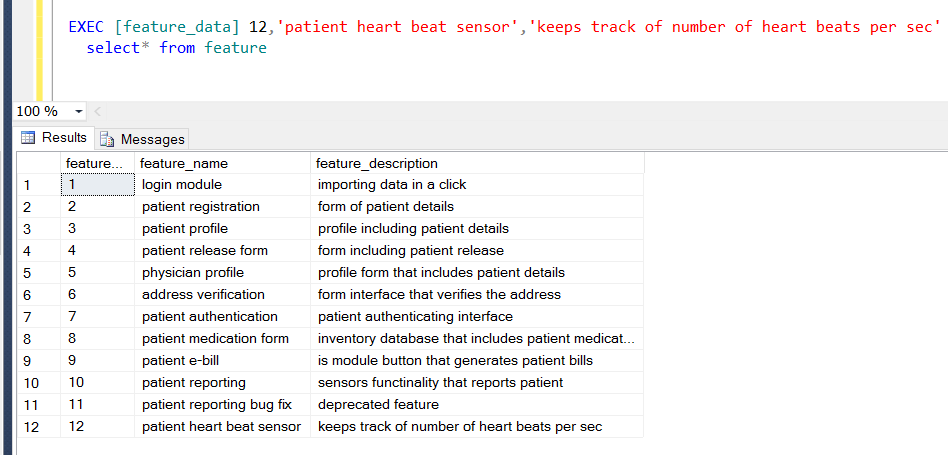 EXEC [feature_data] 12,'patient heart beat sensor','keeps track of number of heart beats per sec'
select* from feature
100 %
Results Messages
feature... feature_name feature_description
1 1 login module importing data in a click
2 2 patient registration form of patient details
3 3 patient profile profile including patient details
4 4 patient release form form including patient release
5 5 physician profile profile form that includes patient details
6 6 address verification form interface that verifies the address
7 7 patient authentication patient authenticating interface
8 8 patient medication form inventory database that includes patient medicat...
9 9 patient e-bill is module button that generates patient bills
10 10 patient reporting sensors functinality that reports patient
11 11 patient reporting bug fix deprecated feature
12 12 patient heart beat sensor keeps track of number of heart beats per sec